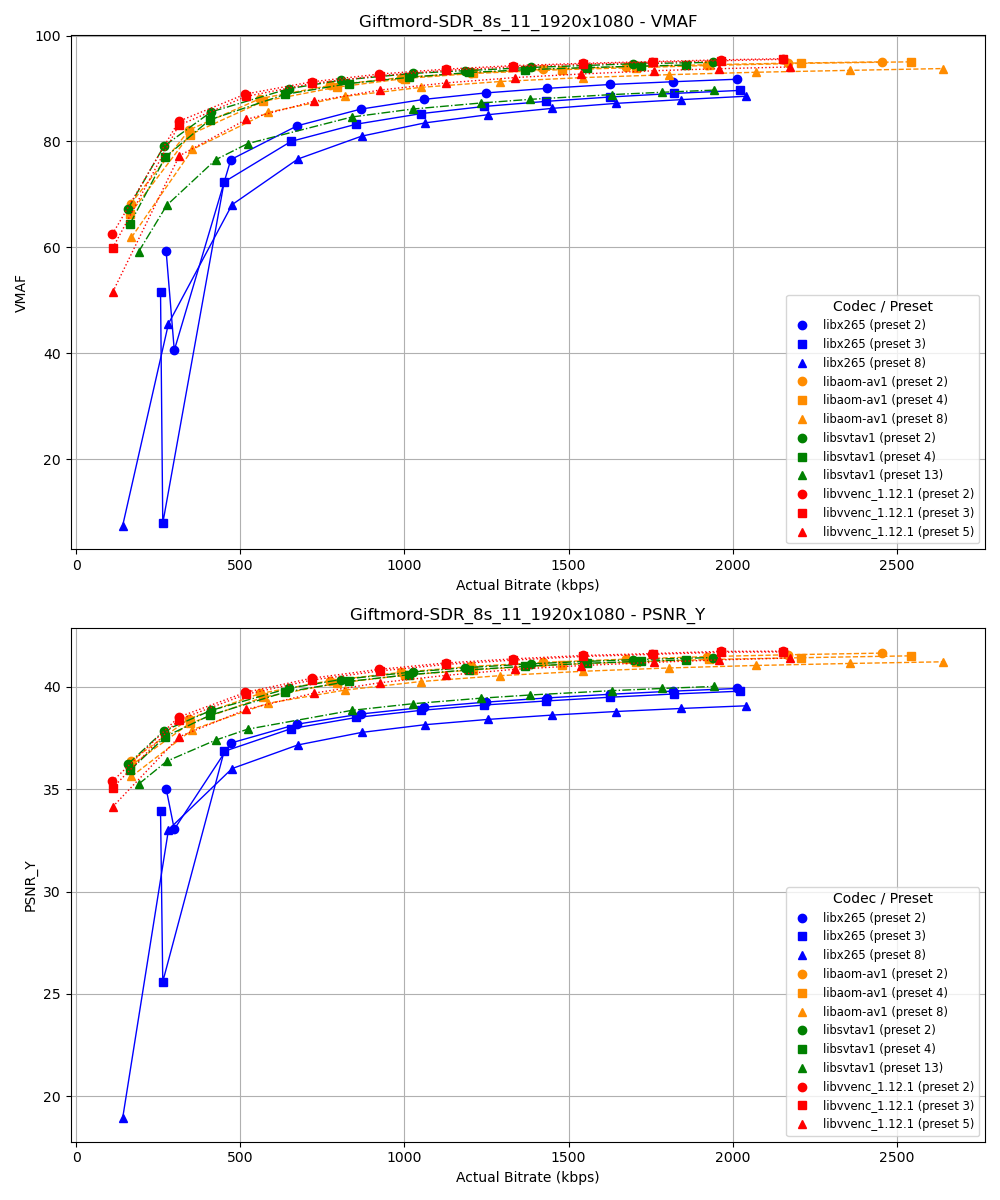 Giftmord-SDR_8s_11_1920x1080 - VMAF
100
80
60
40
20
VMAF
0 500 1000 1500 2000 2500
Actual Bitrate (kbps)
Codec / Preset
libx265 (preset 2)
libx265 (preset 3)
libx265 (preset 8)
libaom-av1 (preset 2)
libaom-av1 (preset 4)
libaom-av1 (preset 8)
libsvtav1 (preset 2)
libsvtav1 (preset 4)
libsvtav1 (preset 13)
libvvenc_1.12.1 (preset 2)
libvvenc_1.12.1 (preset 3)
libvvenc_1.12.1 (preset 5)
Giftmord-SDR_8s_11_1920x1080 - PSNR_Y
40
35
30
25
20
PSNR_Y
0 500 1000 1500 2000 2500
Actual Bitrate (kbps)
Codec / Preset
libx265 (preset 2)
libx265 (preset 3)
libx265 (preset 8)
libaom-av1 (preset 2)
libaom-av1 (preset 4)
libaom-av1 (preset 8)
libsvtav1 (preset 2)
libsvtav1 (preset 4)
libsvtav1 (preset 13)
libvvenc_1.12.1 (preset 2)
libvvenc_1.12.1 (preset 3)
libvvenc_1.12.1 (preset 5)